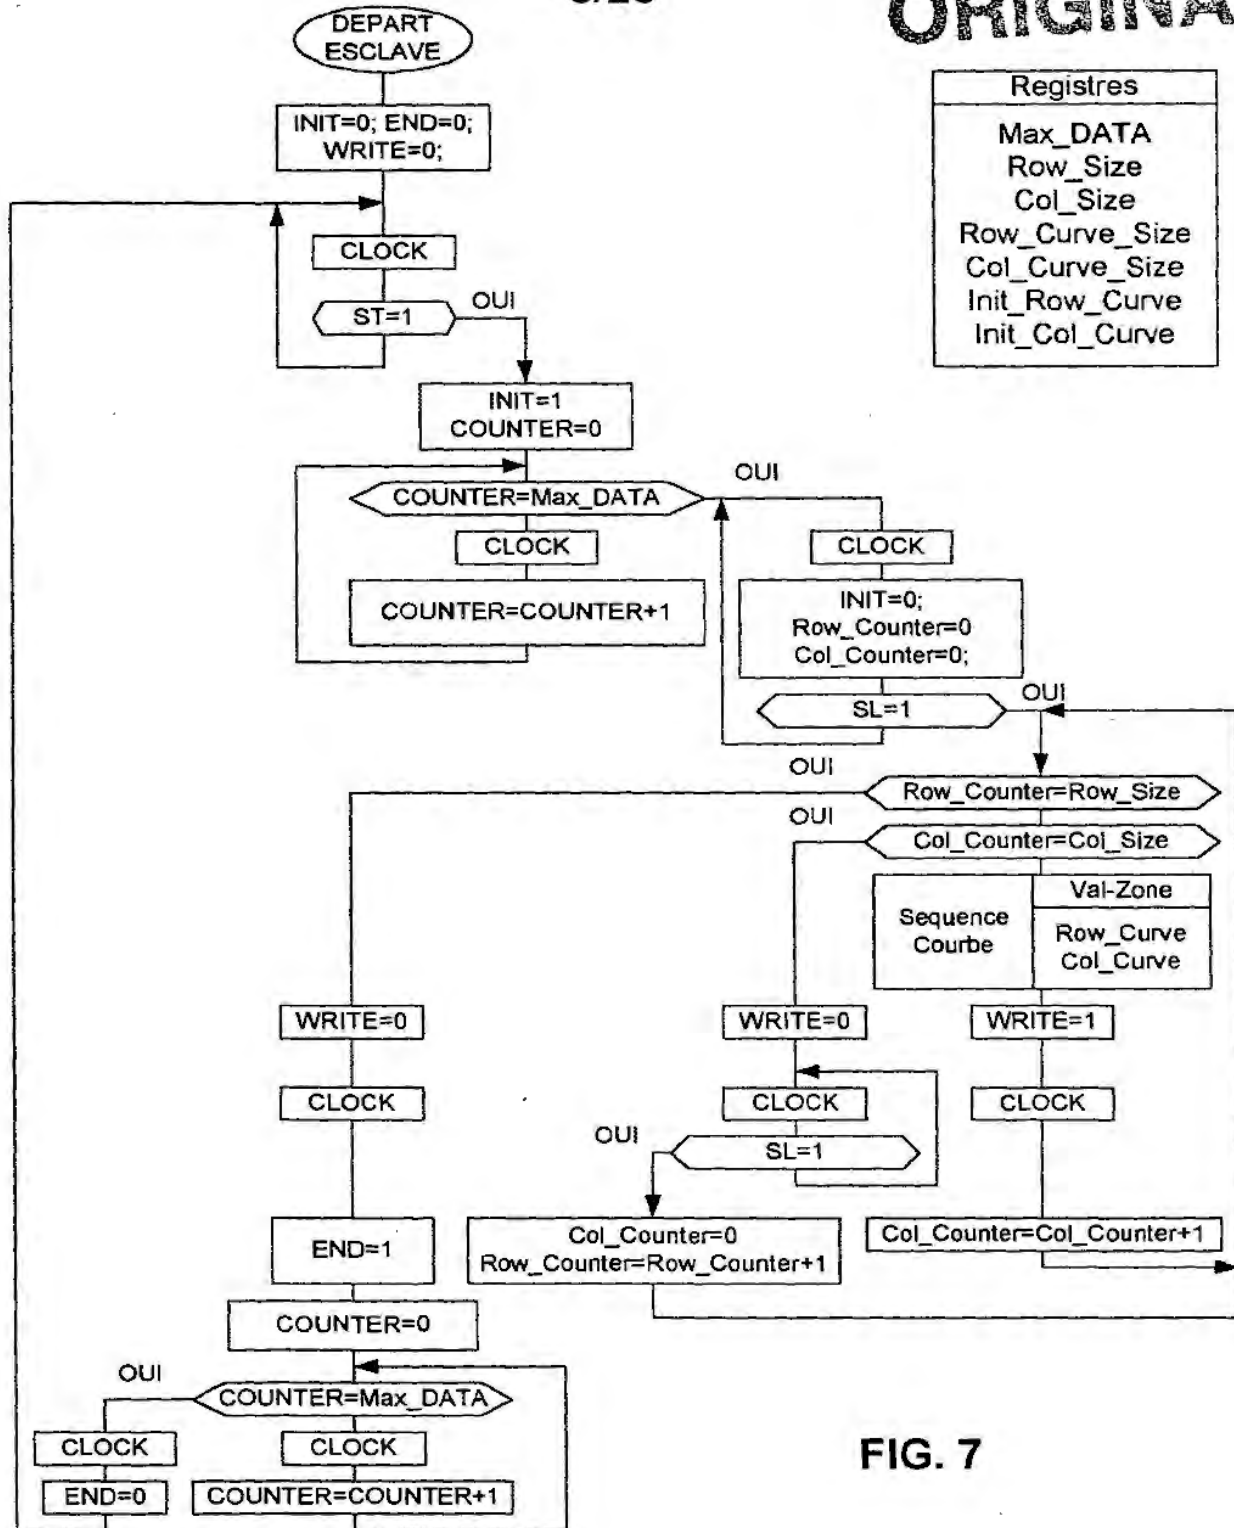 DEPART
ESCLAVE
INIT=0; END=0;
WRITE=0;
CLOCK
ST=1
OUI
INIT=1
COUNTER=0
COUNTER=Max_DATA
OUI
CLOCK
COUNTER=COUNTER+1
CLOCK
INIT=0;
Row_Counter=0
Col_Counter=0;
SL=1
OUI
Registres
Max_DATA
Row_Size
Col_Size
Row_Curve_Size
Col_Curve_Size
Init_Row_Curve
Init_Col_Curve
OUI
Row_Counter=Row_Size
OUI
Col_Counter=Col_Size
Sequence
Courbe
Val-Zone
Row_Curve
Col_Curve
WRITE=0
WRITE=0
WRITE=1
CLOCK
CLOCK
CLOCK
OUI
SL=1
END=1
Col_Counter=0
Row_Counter=Row_Counter+1
Col_Counter=Col_Counter+1
COUNTER=0
OUI
COUNTER=Max_DATA
CLOCK
CLOCK
END=0
COUNTER=COUNTER+1
FIG. 7